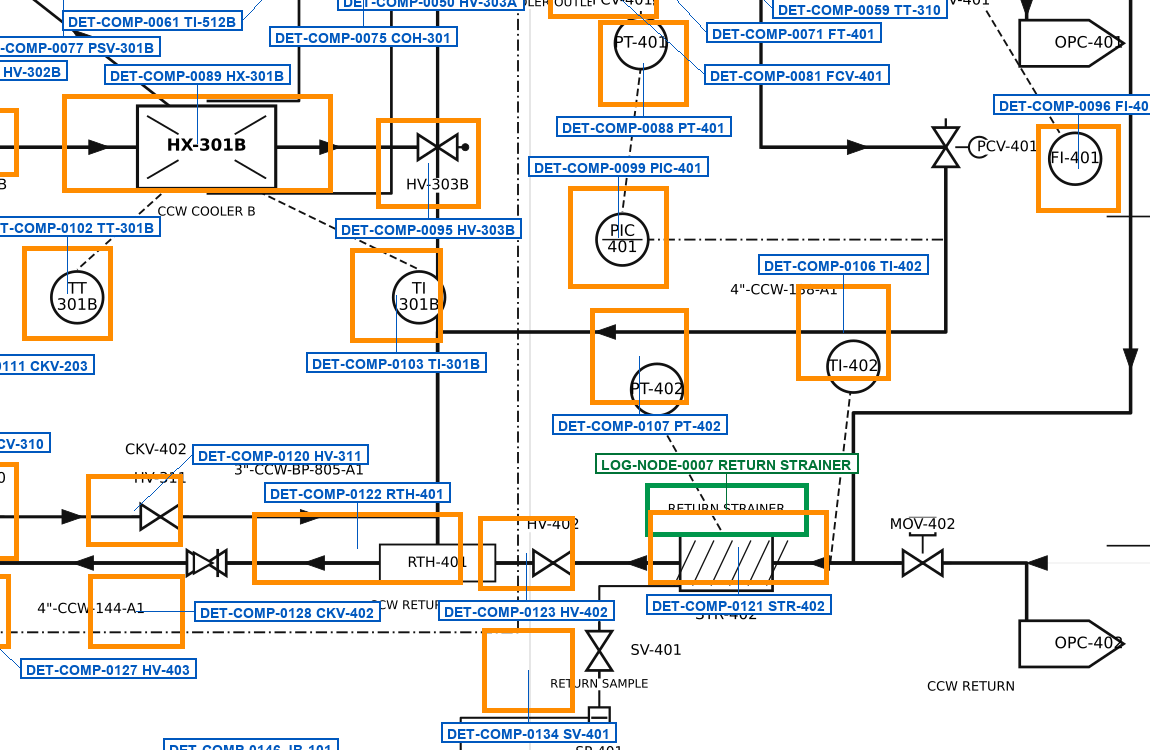 DET-COMP-0050 HV-303A
DET-COMP-0059 TT-310
DET-COMP-0061 TI-512B
DET-COMP-0071 FT-401
DET-COMP-0075 COH-301
-COMP-0077 PSV-301B
HV-302B
DET-COMP-0089 HX-301B
DET-COMP-0081 FCV-401
PT-401
OPC-401
DET-COMP-0096 FI-40
DET-COMP-0088 PT-401
HX-301B
PCV-401
FI-401
DET-COMP-0099 PIC-401
HV-303B
CCW COOLER B
T-COMP-0102 TT-301B
DET-COMP-0095 HV-303B
PIC
401
DET-COMP-0106 TI-402
TT
301B
TI
301B
4"-CCW-138-A1
0111 CKV-203
DET-COMP-0103 TI-301B
TI-402
PT-402
DET-COMP-0107 PT-402
CV-310
CKV-402
DET-COMP-0120 HV-311
3"-CCW-BP-805-A1
HV-311
LOG-NODE-0007 RETURN STRAINER
DET-COMP-0122 RTH-401
RETURN STRAINER
HV-402
MOV-402
RTH-401
4"-CCW-144-A1
DET-COMP-0128 CKV-402
DET-COMP-0123 HV-402
DET-COMP-0121 STR-402
STR-402
SV-401
OPC-402
DET-COMP-0127 HV-403
RETURN SAMPLE
CCW RETURN
DET-COMP-0134 SV-401
DET-COMP-0146 JB-101